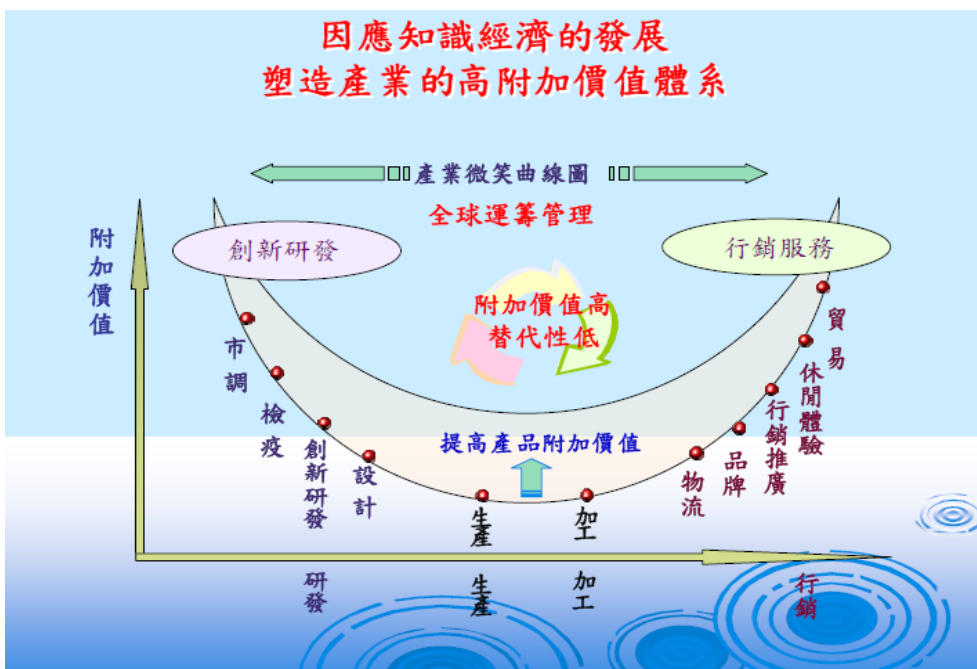 因應知識經濟的發展
塑造產業的高附加價值體系
產業微笑曲線圖
全球運籌管理
附加價值
創新研發
行銷服務
附加價值高
替代性低
市調
檢疫
創新研發
設計
生產
加工
物流
品牌
行銷推廣
休閒體驗
貿易
提高產品附加價值
研發
生產
加工
行銷